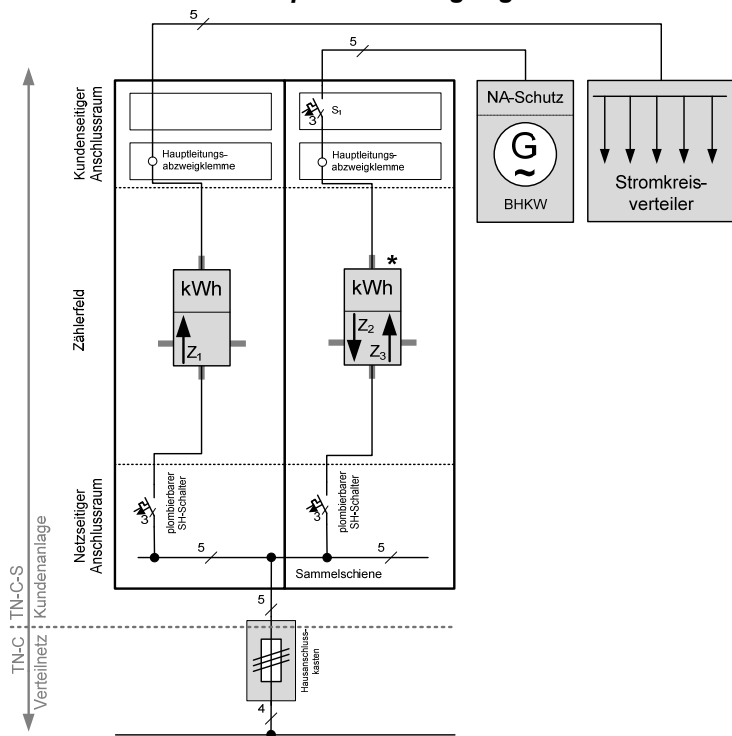 5
5
Kundenseitiger
Anschlussraum
S1
3
Hauptleitungs-
abzweigklemme
Hauptleitungs-
abzweigklemme
NA-Schutz
G
~
BHKW
Stromkreis-
verteiler
Zählerfeld
kWh
Z1
*
kWh
Z2
Z3
Netzseitiger
Anschlussraum
3
plombierbarer
SH-Schalter
3
plombierbarer
SH-Schalter
5
5
Sammelschiene
TN-C-S
Kundenanlage
5
TN-C
Verteilnetz
Hausanschluss-
kasten
4